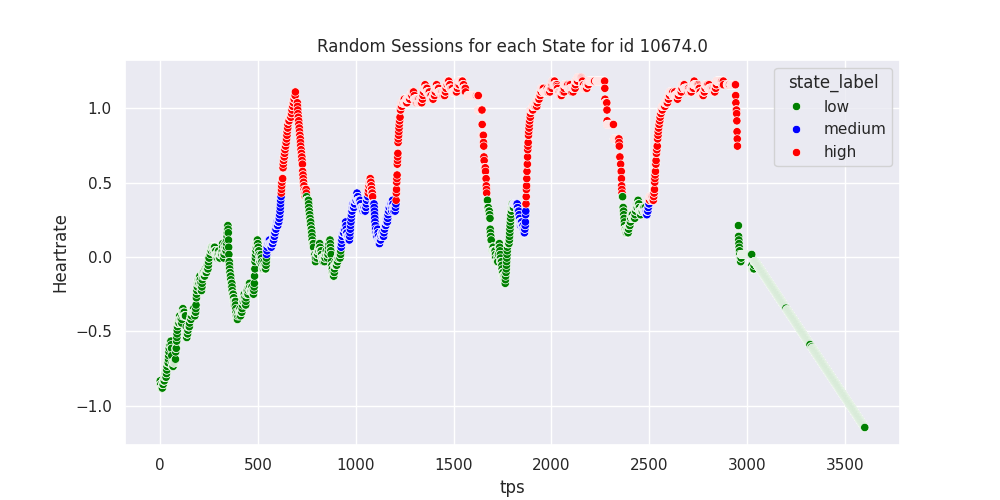 Random Sessions for each State for id 10674.0
Heartrate
1.0
0.5
0.0
−0.5
−1.0
state_label
low
medium
high
0 500 1000 1500 2000 2500 3000 3500
tps